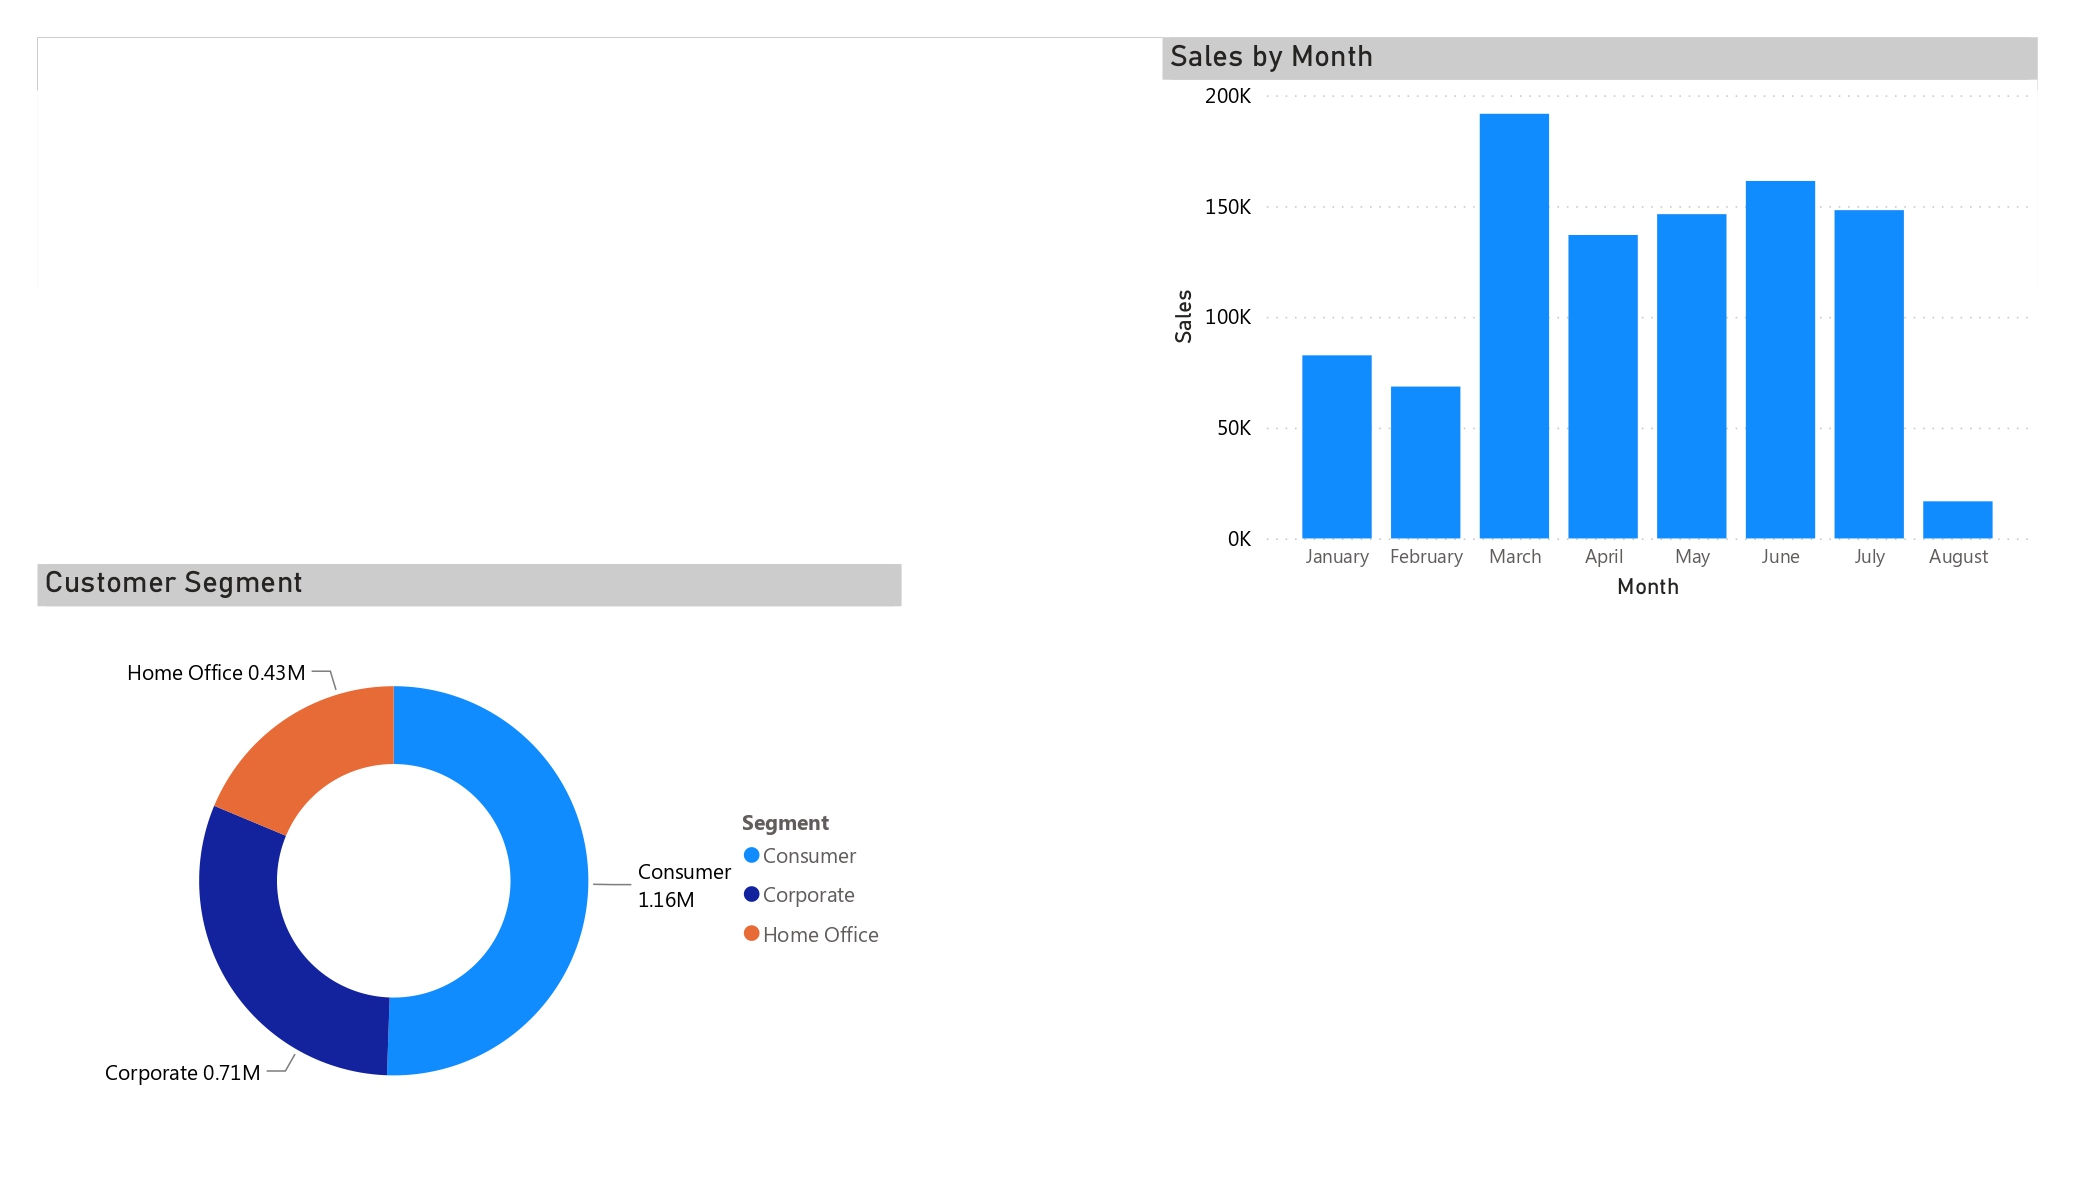 Sales by Month
200K
150K
100K
50K
0K
Sales
January February March April May June July August
Month
Customer Segment
Home Office 0.43M
Consumer
1.16M
Corporate 0.71M
Segment
Consumer
Corporate
Home Office